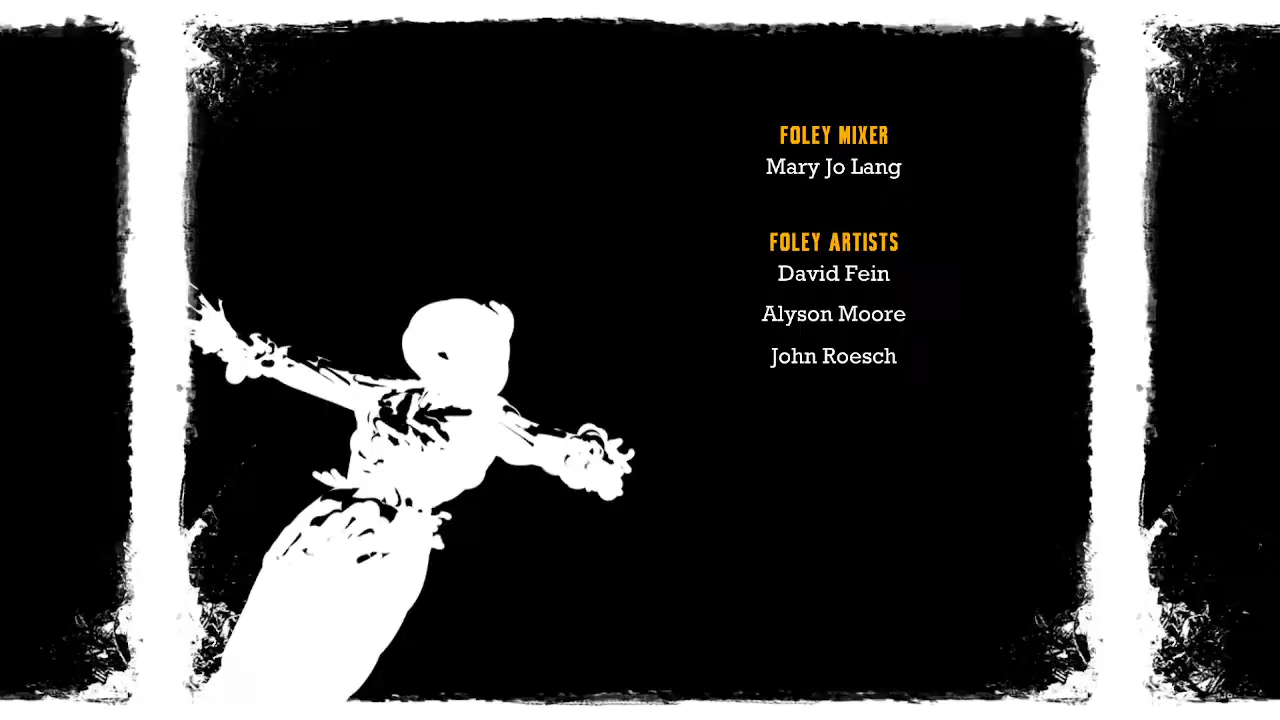 FOLEY MIXER
Mary Jo Lang
FOLEY ARTISTS
David Fein
Alyson Moore
John Roesch